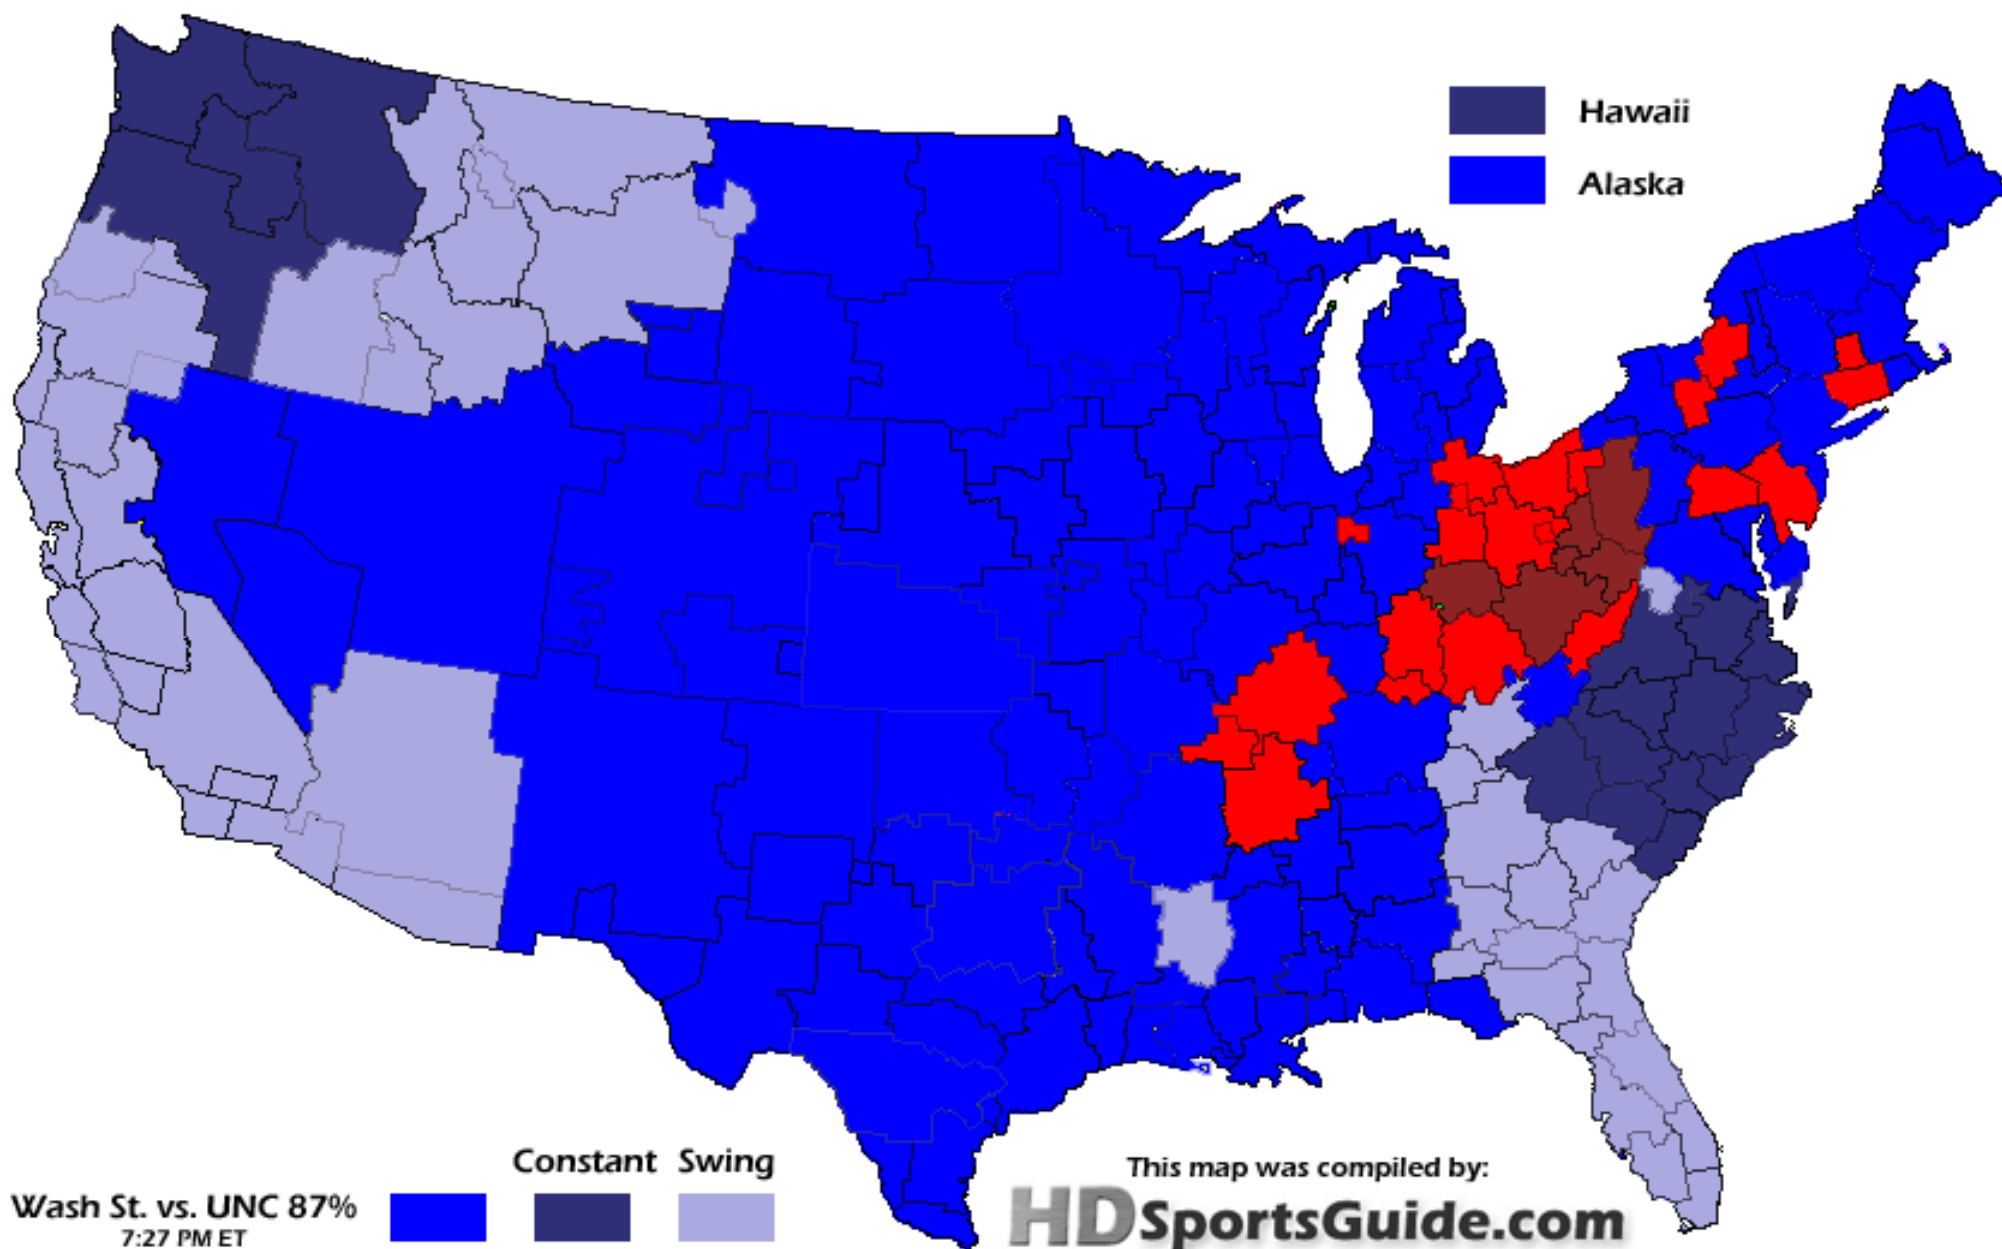 Hawaii
Alaska
Constant Swing
Wash St. vs. UNC 87%
7:27 PM ET
This map was compiled by:
HDSportsGuide.com